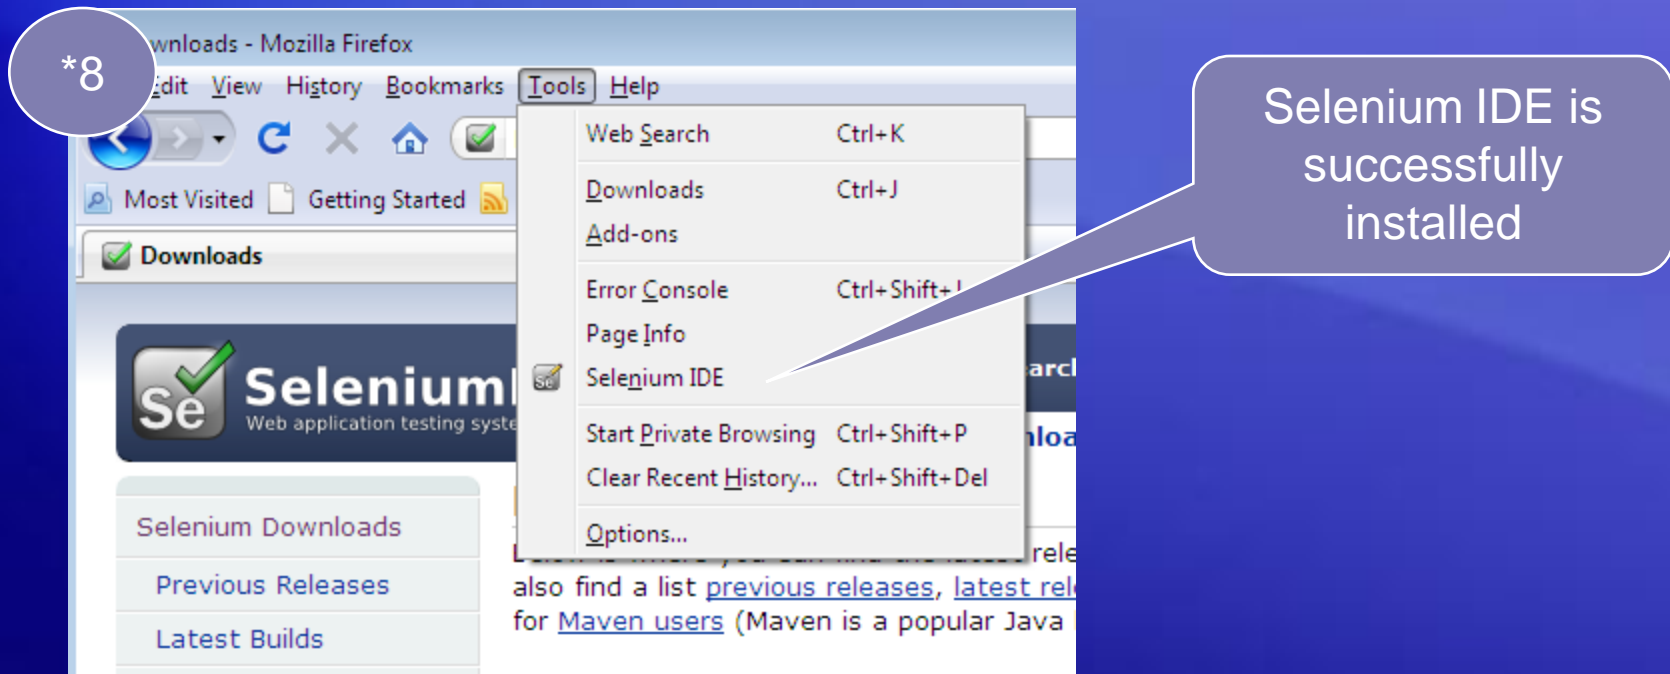 *8
wnloads - Mozilla Firefox
Edit View History Bookmarks Tools Help
Most Visited Getting Started
Downloads
Web Search Ctrl+K
Downloads Ctrl+J
Add-ons
Error Console Ctrl+Shift+J
Page Info
Selenium IDE
Start Private Browsing Ctrl+Shift+P
Clear Recent History... Ctrl+Shift+Del
Options...
Selenium IDE is
successfully
installed
Se
Selenium
Web application testing syste
Selenium Downloads
Previous Releases
Latest Builds
also find a list previous releases, latest rel
for Maven users (Maven is a popular Java